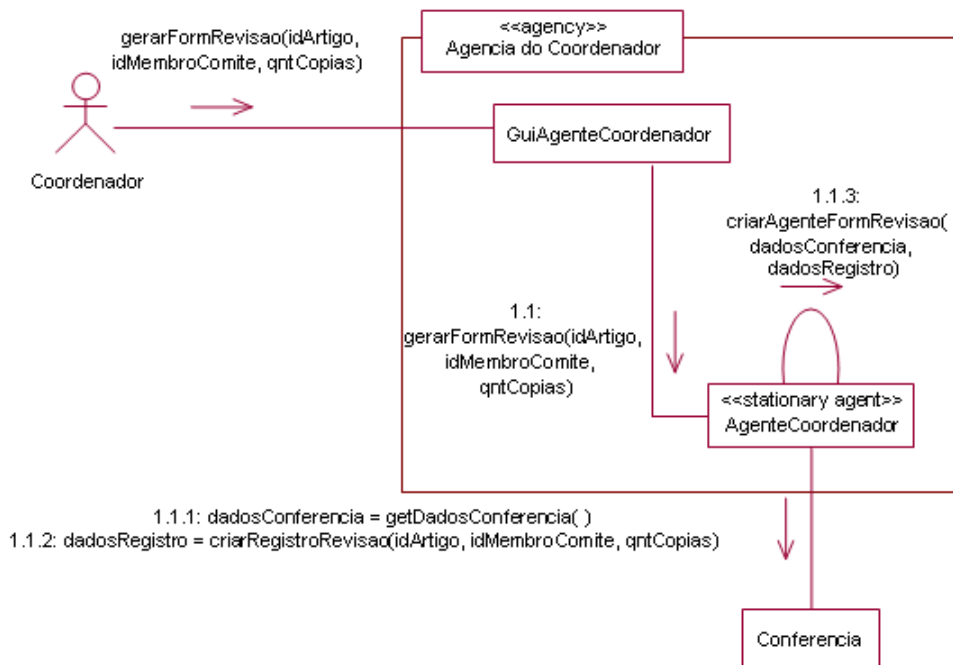 <<agency>>
Agencia do Coordenador
gerarFormRevisao(idArtigo,
idMembroComite, qntCopias)
GuiAgenteCoordenador
Coordenador
1.1.3:
criarAgenteFormRevisao(
dadosConferencia,
dadosRegistro)
1.1:
gerarFormRevisao(idArtigo,
idMembroComite,
qntCopias)
<<stationary agent>>
AgenteCoordenador
1.1.1: dadosConferencia = getDadosConferencia( )
1.1.2: dadosRegistro = criarRegistroRevisao(idArtigo, idMembroComite, qntCopias)
Conferencia